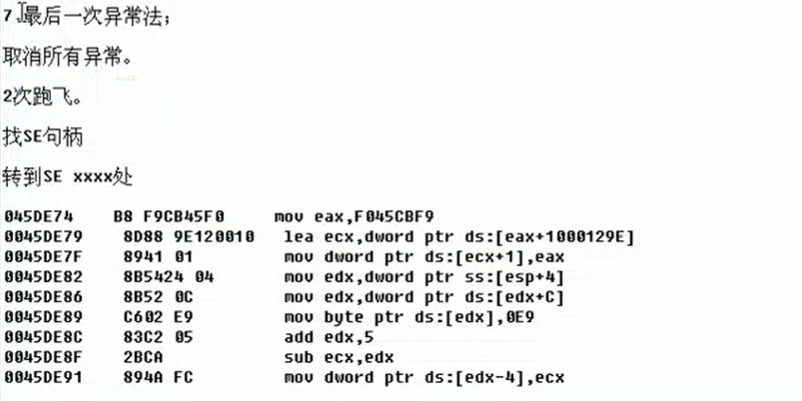 7.最后一次异常法；
取消所有异常。
2次跑飞。
找SE句柄
转到SE xxxx处
045DE74 B8 F9CB45F0 mov eax,F045CBF9
0045DE79 8D88 9E120010 lea ecx,dword ptr ds:[eax+1000129E]
0045DE7F 8941 01 mov dword ptr ds:[ecx+1],eax
0045DE82 8B5424 04 mov edx,dword ptr ss:[esp+4]
0045DE86 8B52 0C mov edx,dword ptr ds:[edx+C]
0045DE89 C602 E9 mov byte ptr ds:[edx],0E9
0045DE8C 83C2 05 add edx,5
0045DE8F 2BCA sub ecx,edx
0045DE91 894A FC mov dword ptr ds:[edx-4],ecx